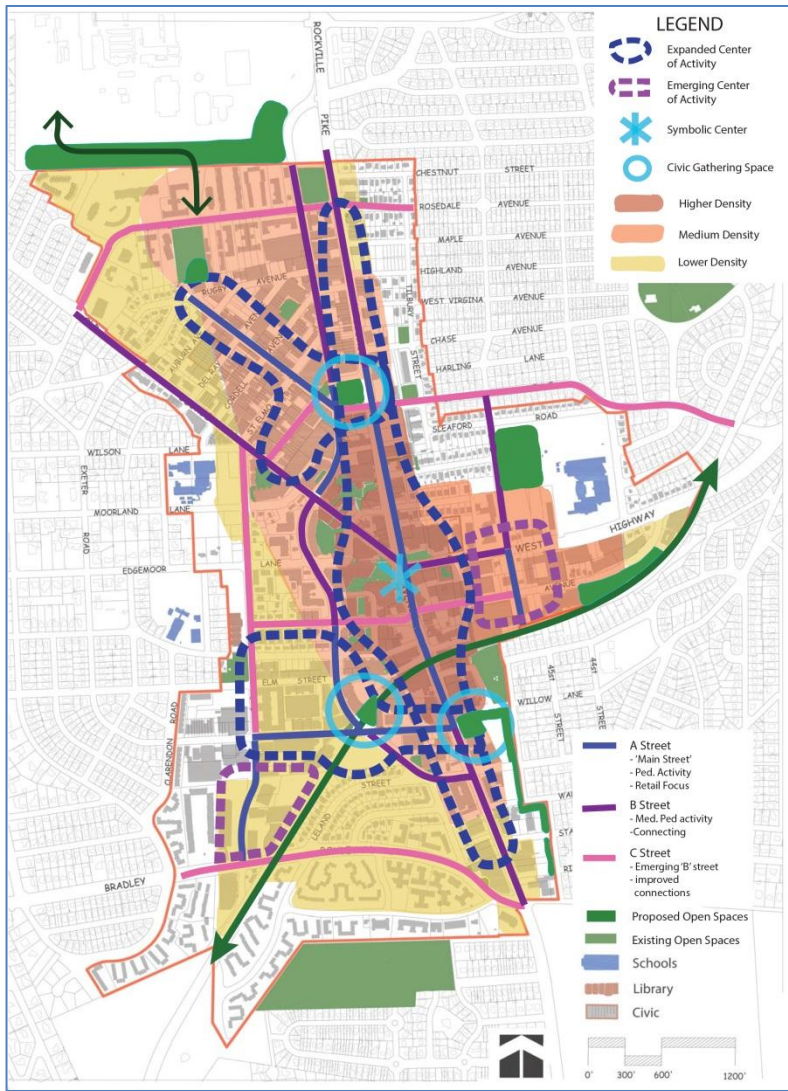 LEGEND
Expanded Center
of Activity
Emerging Center
of Activity
Symbolic Center
Civic Gathering Space
Higher Density
Medium Density
Lower Density
ROCKVILLE
PIKE
CHESTNUT STREET
ROSEDALE AVENUE
MAPLE AVENUE
HIGHLAND AVENUE
WEST VIRGINIA AVENUE
CHASE AVENUE
HARLING LANE
TILBURY
STREET
RUGBY AVENUE
AUBURN
CORDELL
ST. ELMO
SLEAFORD ROAD
WILSON LANE
EXETER
ROAD
MOORLAND LANE
EDGEMOOR LANE
WEST
HIGHWAY
AVENUE
ELM STREET
WILLOW LANE
45st
STREET
44st
CLARENDON
ROAD
LELAND
STREET
BRADLEY
A Street
- 'Main Street'
- Ped. Activity
- Retail Focus
B Street
- Med. Ped activity
-Connecting
C Street
- Emerging 'B' street
- improved
connections
Proposed Open Spaces
Existing Open Spaces
Schools
Library
Civic
0' 300' 600' 1200'